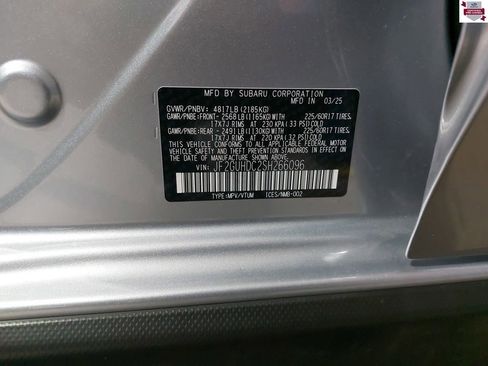 MFD BY SUBARU CORPORATION
MFD IN 03/25
GVWR/PNBV: 4817LB (2185KG)
GAWR/PNBE:FRONT- 2568 LB (1165KG)WITH 225/60R17 TIRES,
17X7J RIMS AT 230 KPA (33 PSI)COLD
GAWR/PNBE:REAR - 2491 LB (1130KG)WITH 225/60R17 TIRES,
17X7J RIMS AT 220 KPA (32 PSI)COLD
THIS VEHICLE CONFORMS TO ALL APPLICABLE FEDERAL MOTOR
VEHICLE SAFETY, BUMPER, AND THEFT PREVENTION STANDARDS
IN EFFECT ON THE DATE OF MANUFACTURE SHOWN ABOVE.
VIN: JF2GUHDC2SH266096
TYPE:MPV/VTUM ICES/NMB-002